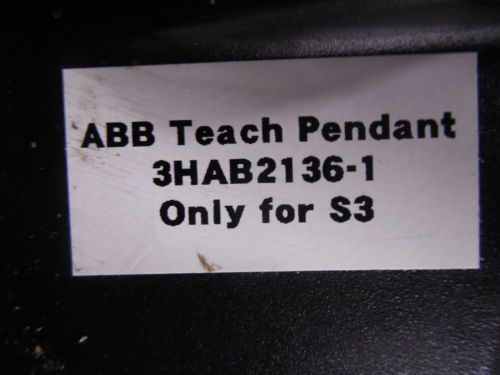 ABB Teach Pendant
3HAB2136-1
Only for S3